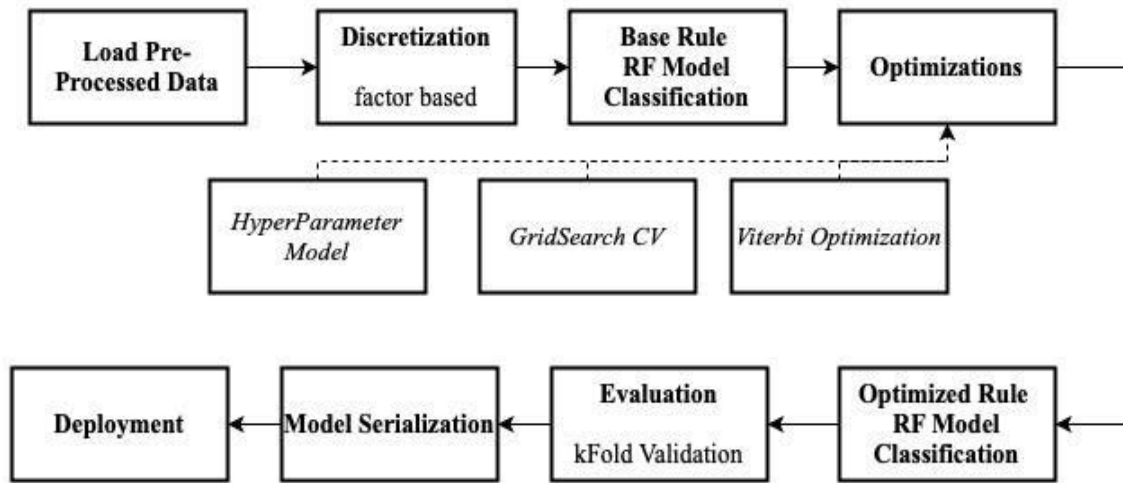 Load Pre-
Processed Data
Discretization
factor based
Base Rule
RF Model
Classification
Optimizations
HyperParameter
Model
GridSearch CV
Viterbi Optimization
Deployment
Model Serialization
Evaluation
kFold Validation
Optimized Rule
RF Model
Classification